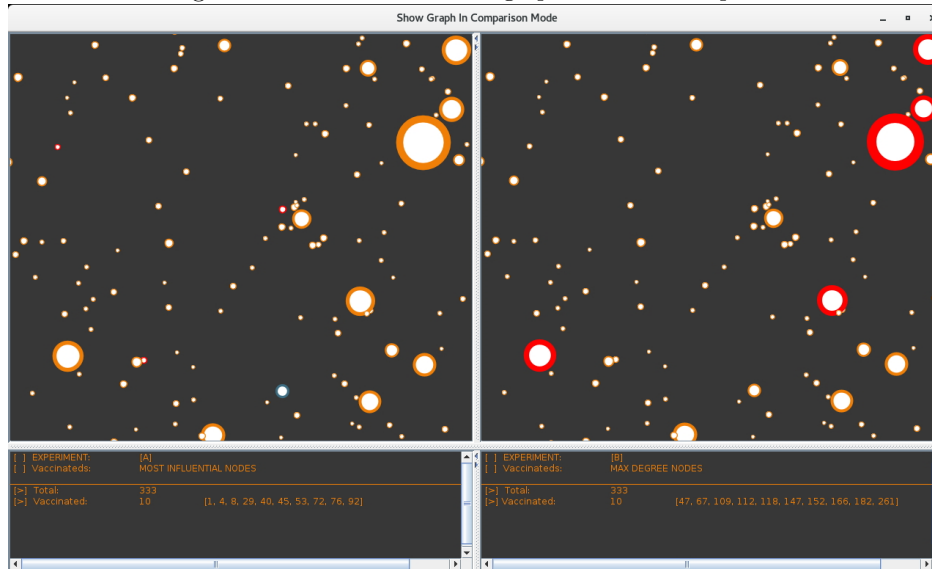 Show Graph In Comparison Mode
[ ] EXPERIMENT: [A]
[ ] Vaccinateds: MOST INFLUENTIAL NODES
[>] Total: 333
[>] Vaccinated: 10 [1, 4, 8, 29, 40, 45, 53, 72, 76, 92]
[ ] EXPERIMENT: [B]
[ ] Vaccinateds: MAX DEGREE NODES
[>] Total: 333
[>] Vaccinated: 10 [47, 67, 109, 112, 118, 147, 152, 166, 182, 261]